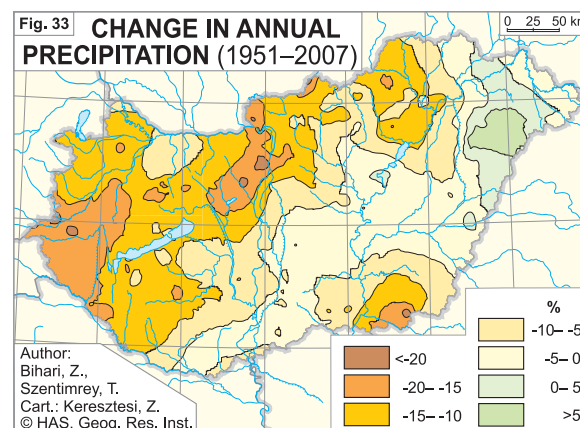 Fig. 33
CHANGE IN ANNUAL
PRECIPITATION (1951–2007)
0 25 50 km
Author:
Bihari, Z.,
Szentimrey, T.
Cart.: Keresztesi, Z.
© HAS, Geog. Res. Inst.
%
<-20
-20– -15
-15– -10
-10– -5
-5– 0
0– 5
>5